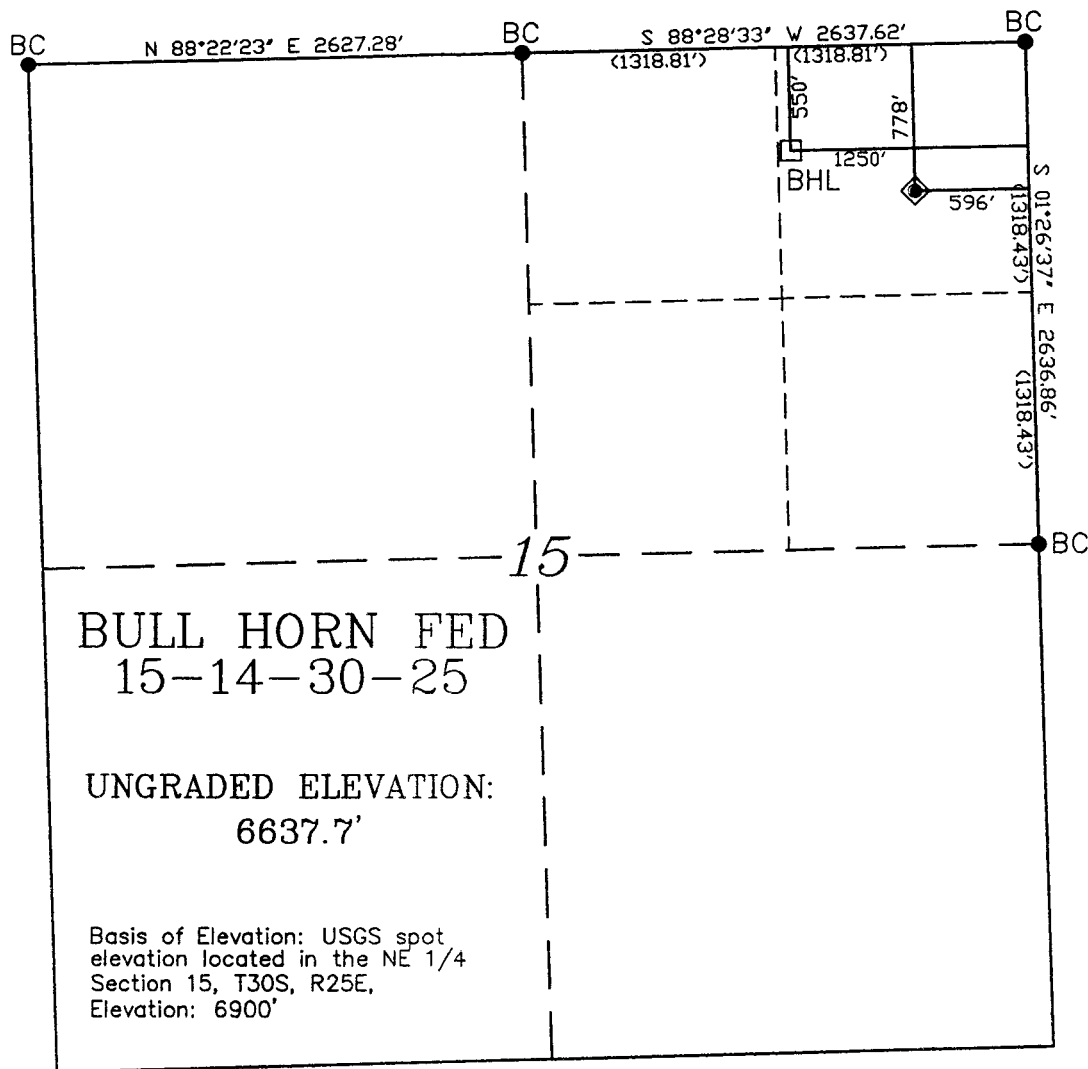 BC
BC
BC
N 88°22'23" E 2627.28'
S 88°28'33" W 2637.62'
(1318.81')
(1318.81')
550'
778'
1250'
BHL
596'
S 01°26'37" E 2636.86'
(1318.43')
(1318.43')
15
BC
BULL HORN FED
15-14-30-25
UNGRADED ELEVATION:
6637.7'
Basis of Elevation: USGS spot
elevation located in the NE 1/4
Section 15, T30S, R25E,
Elevation: 6900'